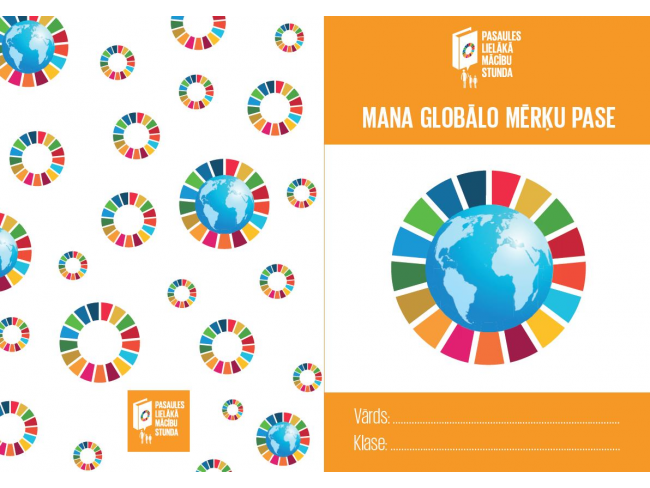 PASAULES
LIELĀKĀ
MĀCĪBU
STUNDA
PASAULES
LIELĀKĀ
MĀCĪBU
STUNDA
MANA GLOBĀLO MĒRĶU PASE
Vārds:
Klase: